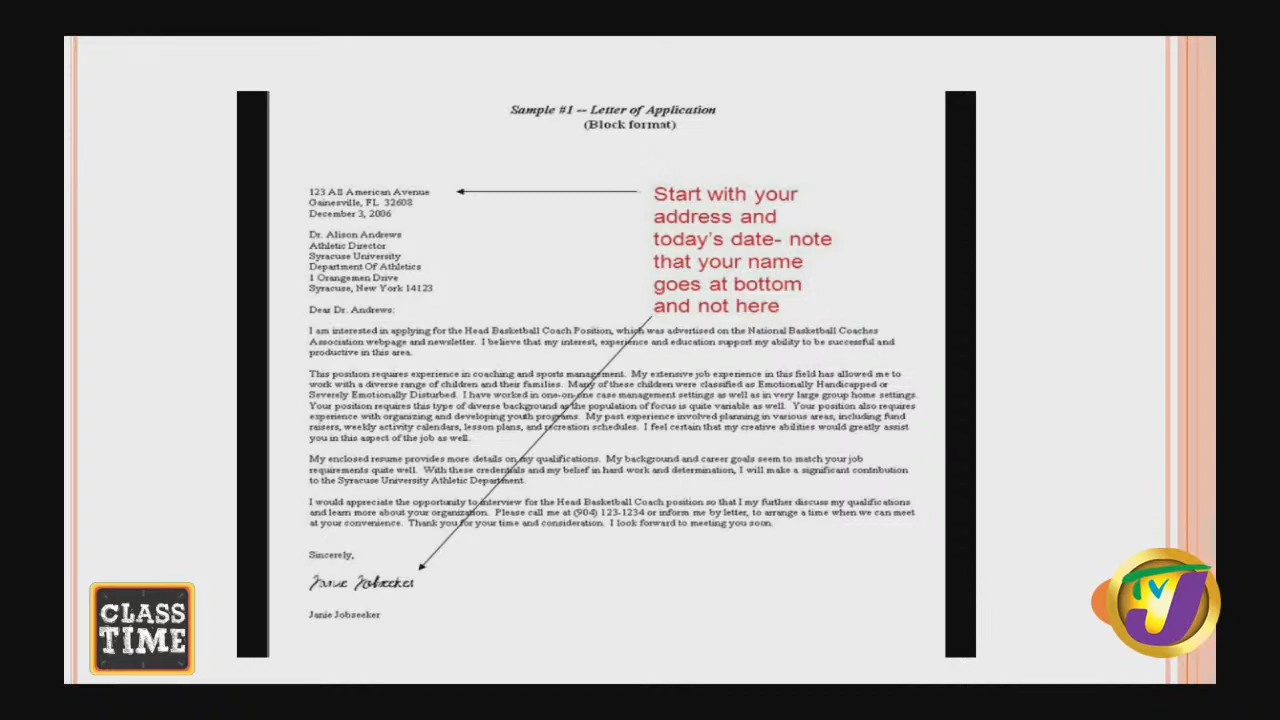 Sample #1 -- Letter of Application
(Block format)
123 All American Avenue
Gainesville, FL 32608
December 3, 2006
Start with your
address and
today's date- note
that your name
goes at bottom
and not here
Dr. Alison Andrews
Athletic Director
Syracuse University
Department Of Athletics
1 Orangemen Drive
Syracuse, New York 14123
Dear Dr. Andrews:
I am interested in applying for the Head Basketball Coach Position, which was advertised on the National Basketball Coaches
Association webpage and newsletter. I believe that my interest, experience and education support my ability to be successful and
productive in this area.
This position requires experience in coaching and sports management. My extensive job experience in this field has allowed me to
work with a diverse range of children and their families. Many of these children were classified as Emotionally Handicapped or
Severely Emotionally Disturbed. I have worked in one-on-one case management settings as well as in very large group home settings.
Your position requires this type of diverse background as the population of focus is quite variable as well. Your position also requires
experience with organizing and developing youth programs. My past experience involved planning in various areas, including fund
raisers, weekly activity calendars, lesson plans, and recreation schedules. I feel certain that my creative abilities would greatly assist
you in this aspect of the job as well.
My enclosed resume provides more details on my qualifications. My background and career goals seem to match your job
requirements quite well. With these credentials and my belief in hard work and determination, I will make a significant contribution
to the Syracuse University Athletic Department.
I would appreciate the opportunity to interview for the Head Basketball Coach position so that I my further discuss my qualifications
and learn more about your organization. Please call me at (904) 123-1234 or inform me by letter, to arrange a time when we can meet
at your convenience. Thank you for your time and consideration. I look forward to meeting you soon.
Sincerely,
Janie Jobseeker
Janie Jobseeker
CLASS
TIME
TVJ